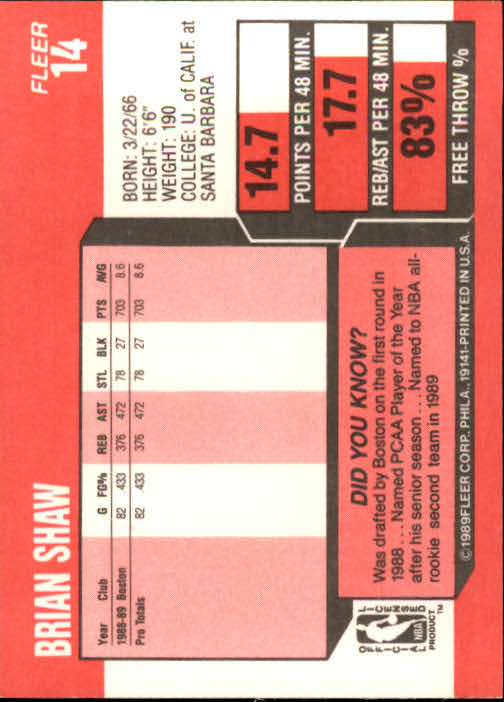 FLEER
14
BRIAN SHAW
BORN: 3/22/66
HEIGHT: 6'6"
WEIGHT: 190
COLLEGE: U. of CALIF. at
SANTA BARBARA
Year Club G FG% REB AST STL BLK PTS AVG
1988-89 Boston 82 .433 376 472 78 27 703 8.6
Pro Totals 82 .433 376 472 78 27 703 8.6
14.7
POINTS PER 48 MIN.
17.7
REB/AST PER 48 MIN.
83%
FREE THROW %
DID YOU KNOW?
Was drafted by Boston on the first round in
1988 . . . Named PCAA Player of the Year
after his senior season . . . Named to NBA all-
rookie second team in 1989
OFFICIAL LICENSED
NBA
PRODUCT™
©1989 FLEER CORP., PHILA., 19141-PRINTED IN U.S.A.